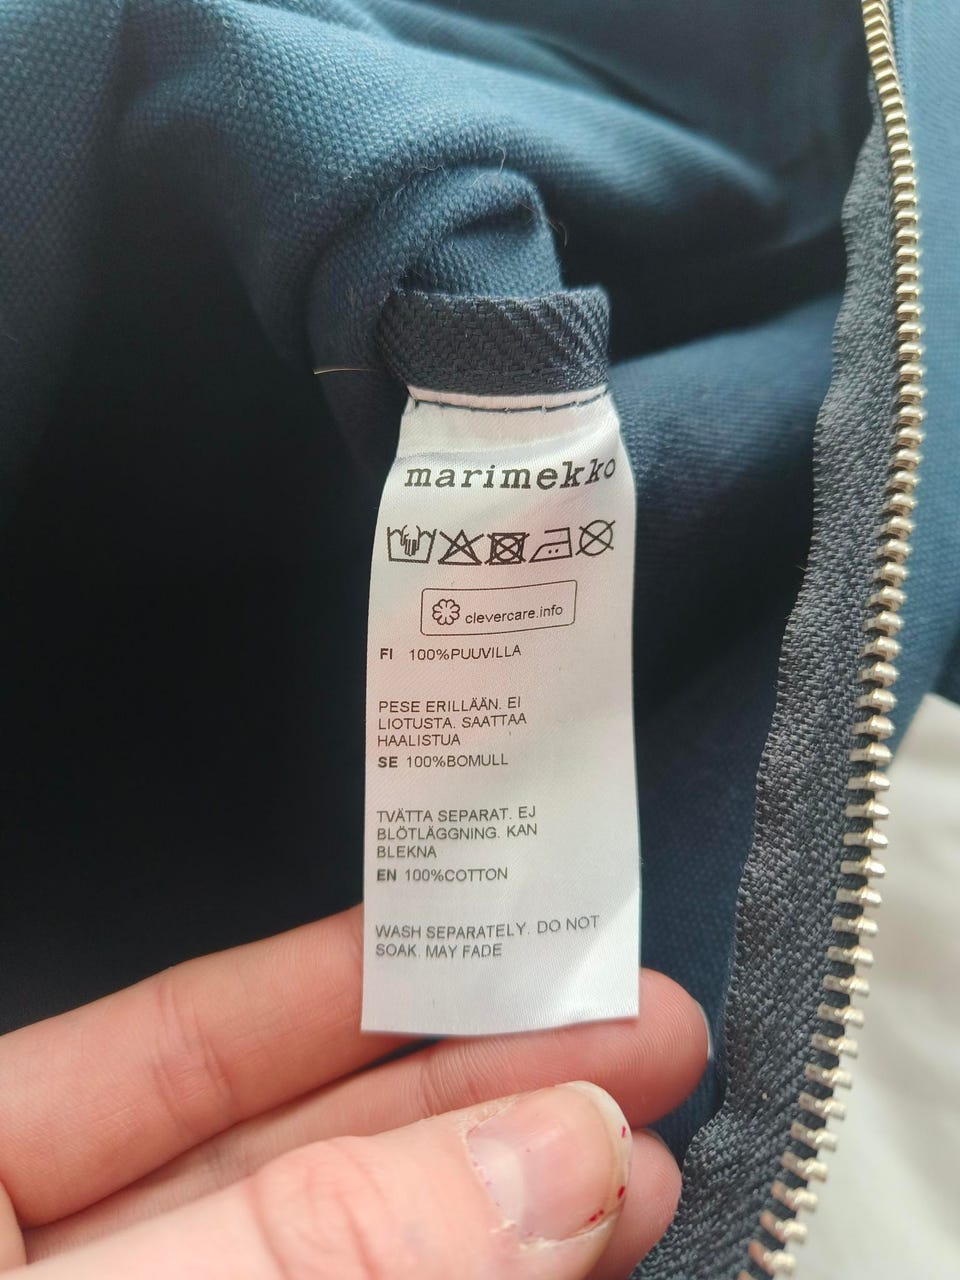 marimekko
clevercare.info
FI 100%PUUVILLA
PESE ERILLÄÄN. EI
LIOTUSTA. SAATTAA
HAALISTUA
SE 100%BOMULL
TVÄTTA SEPARAT. EJ
BLÖTLÄGGNING. KAN
BLEKNA
EN 100%COTTON
WASH SEPARATELY. DO NOT
SOAK. MAY FADE